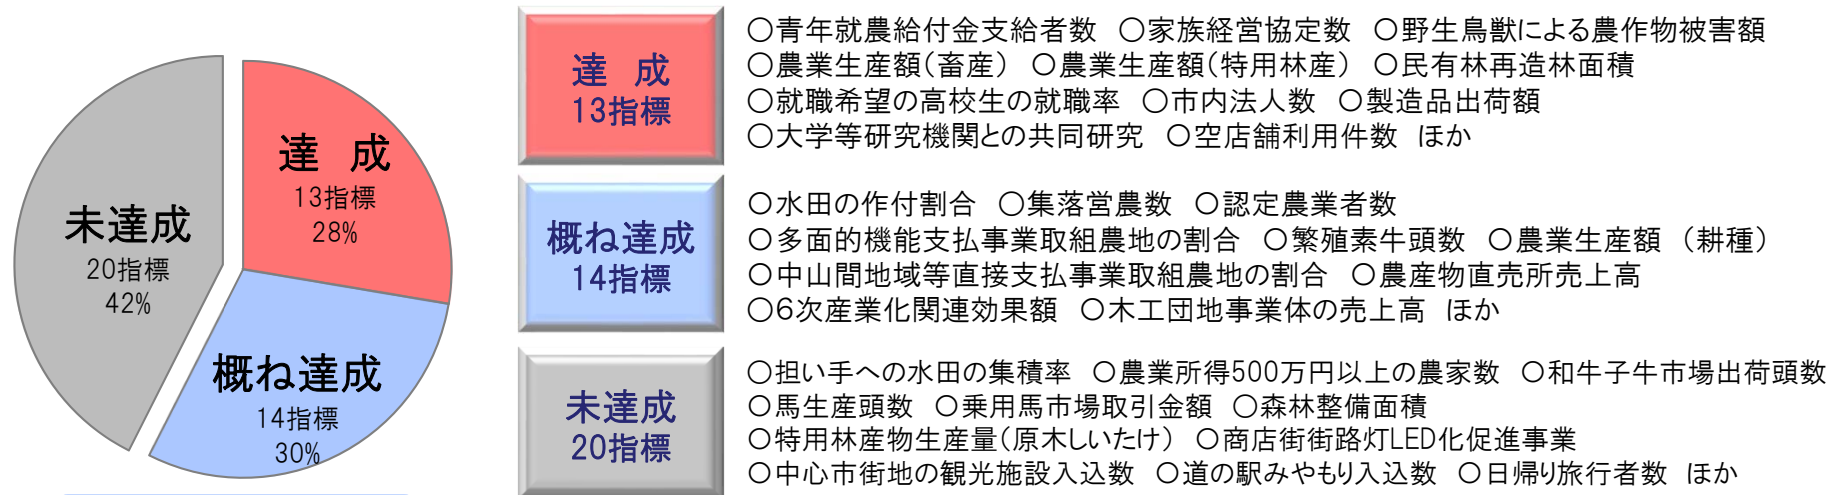 達 成
13指標
28%
未達成
20指標
42%
概ね達成
14指標
30%
達 成
13指標
○青年就農給付金支給者数 ○家族経営協定数 ○野生鳥獣による農作物被害額
○農業生産額(畜産) ○農業生産額(特用林産) ○民有林再造林面積
○就職希望の高校生の就職率 ○市内法人数 ○製造品出荷額
○大学等研究機関との共同研究 ○空店舗利用件数 ほか
概ね達成
14指標
○水田の作付割合 ○集落営農数 ○認定農業者数
○多面的機能支払事業取組農地の割合 ○繁殖素牛頭数 ○農業生産額 (耕種)
○中山間地域等直接支払事業取組農地の割合 ○農産物直売所売上高
○6次産業化関連効果額 ○木工団地事業体の売上高 ほか
未達成
20指標
○担い手への水田の集積率 ○農業所得500万円以上の農家数 ○和牛子牛市場出荷頭数
○馬生産頭数 ○乗用馬市場取引金額 ○森林整備面積
○特用林産物生産量(原木しいたけ) ○商店街街路灯LED化促進事業
○中心市街地の観光施設入込数 ○道の駅みやもり入込数 ○日帰り旅行者数 ほか